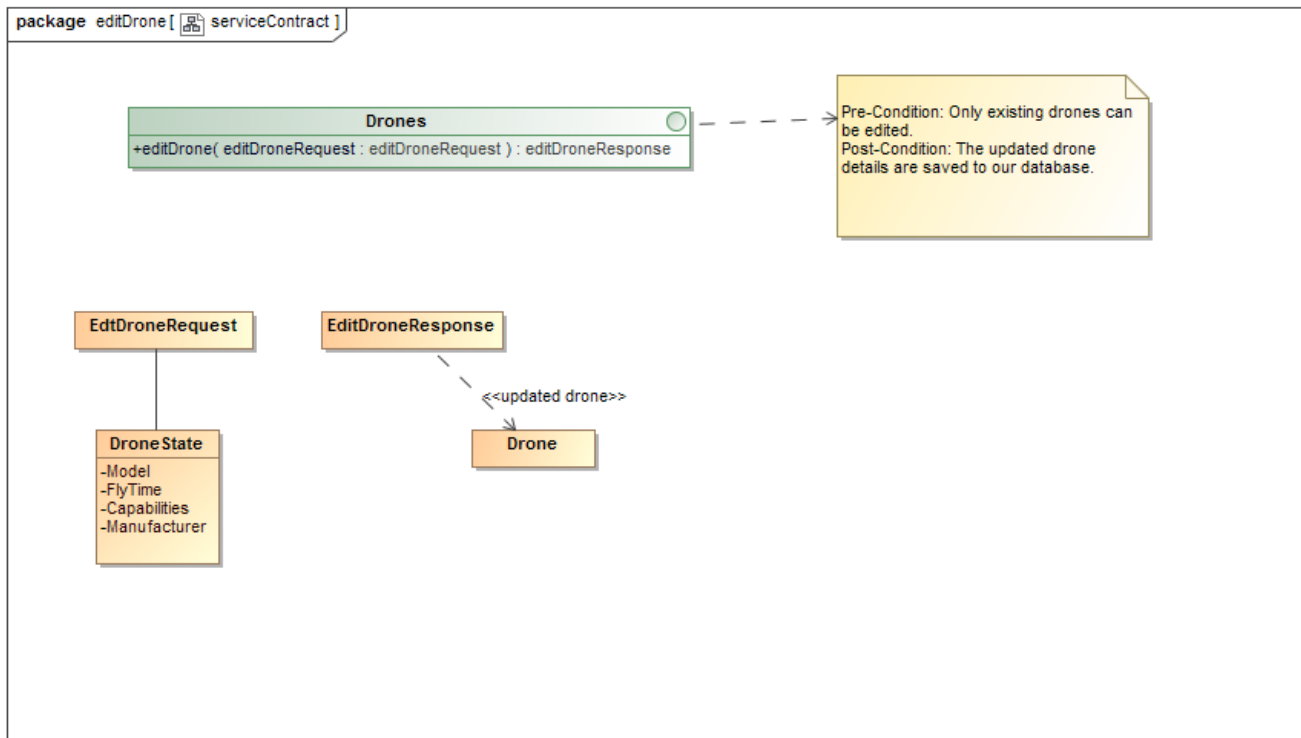 package editDrone [ serviceContract ]
Drones
+editDrone( editDroneRequest : editDroneRequest ) : editDroneResponse
Pre-Condition: Only existing drones can
be edited.
Post-Condition: The updated drone
details are saved to our database.
EdtDroneRequest
EditDroneResponse
<<updated drone>>
DroneState
-Model
-FlyTime
-Capabilities
-Manufacturer
Drone